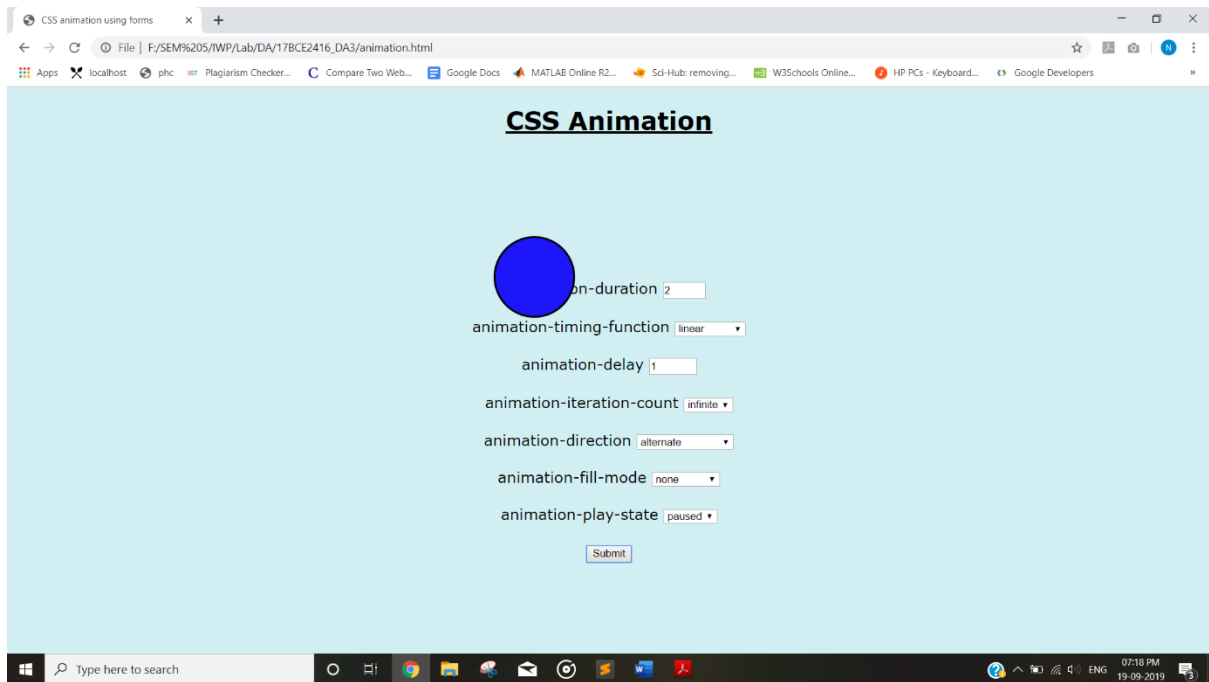 CSS animation using forms
File | F:/SEM%205/IWP/Lab/DA/17BCE2416_DA3/animation.html
N
Apps localhost phc Plagiarism Checker... Compare Two Web... Google Docs MATLAB Online R2... Sci-Hub: removing... W3Schools Online... HP PCs - Keyboard... Google Developers
CSS Animation
on-duration 2
animation-timing-function linear
animation-delay 1
animation-iteration-count infinite
animation-direction alternate
animation-fill-mode none
animation-play-state paused
Submit
Type here to search
ENG
07:18 PM
19-09-2019
3